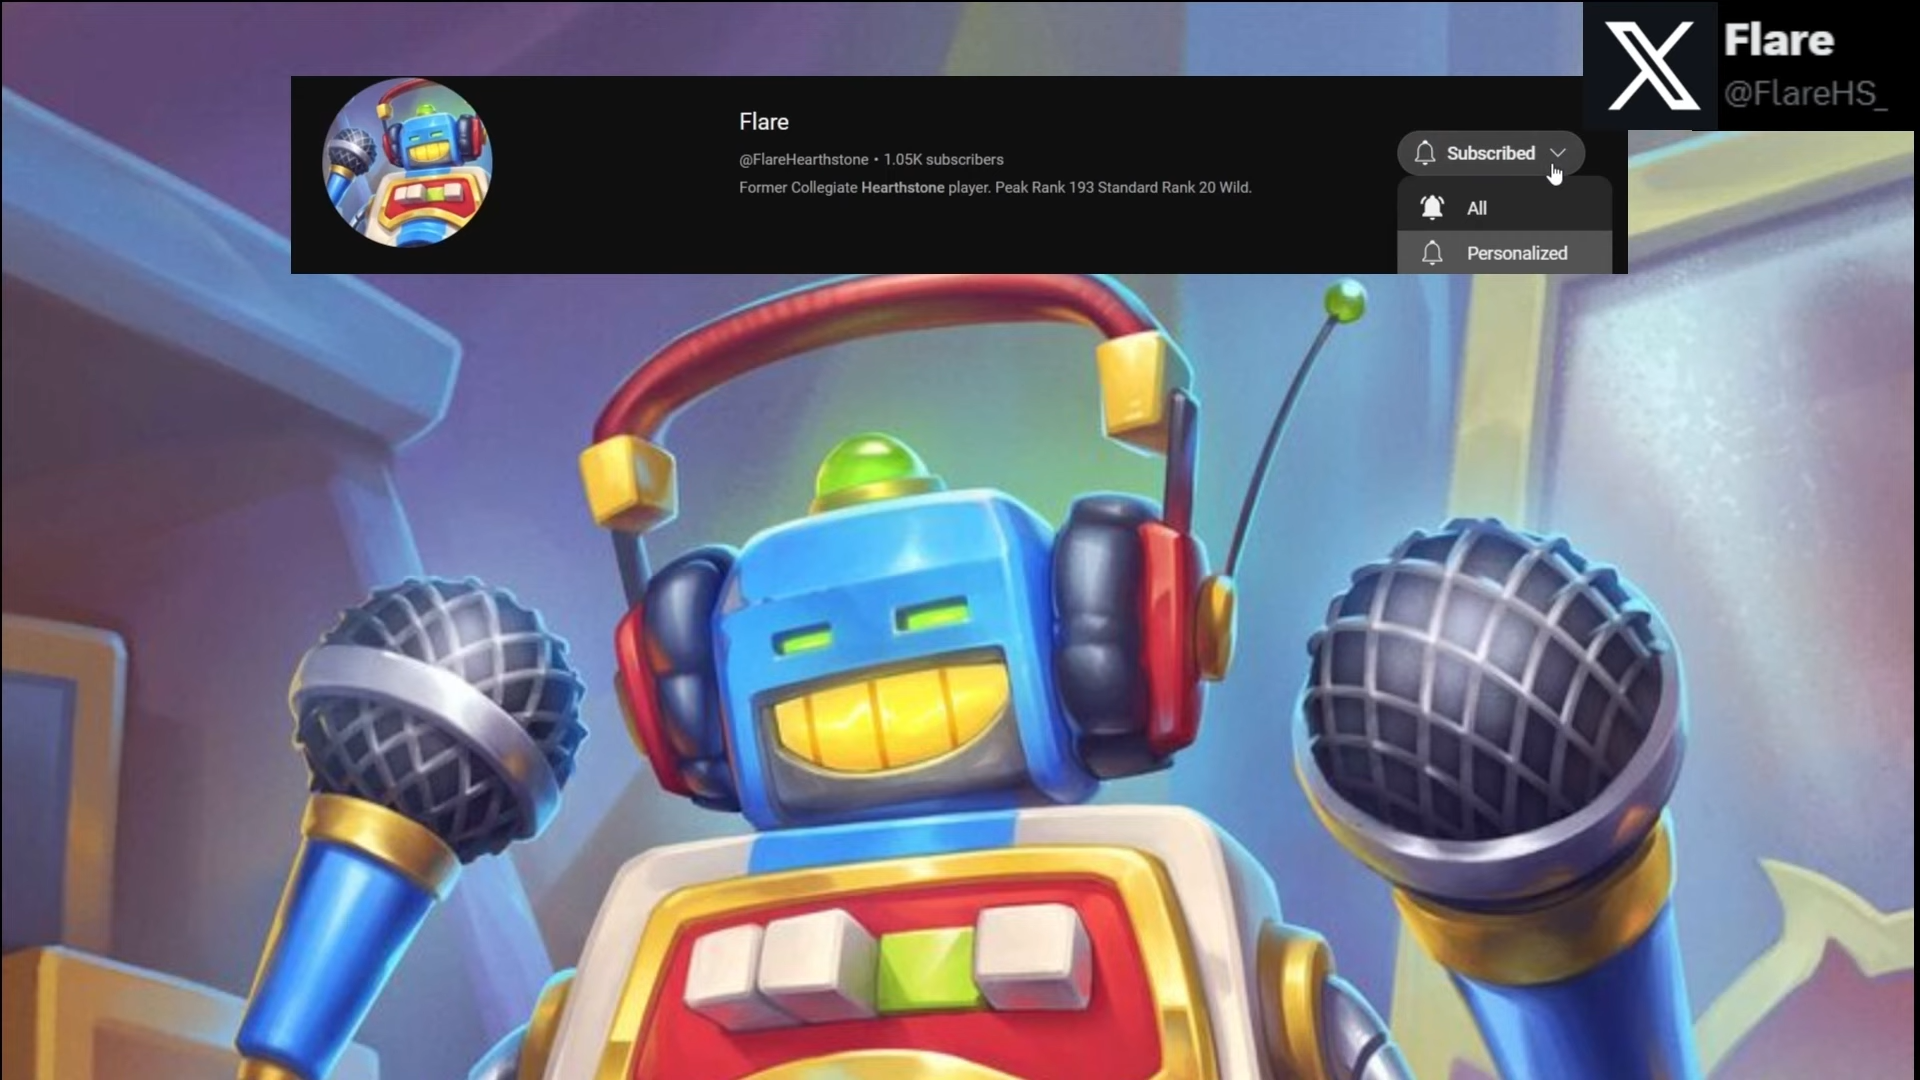 Flare
@FlareHS_
Flare
@FlareHearthstone • 1.05K subscribers
Former Collegiate Hearthstone player. Peak Rank 193 Standard Rank 20 Wild.
Subscribed
All
Personalized